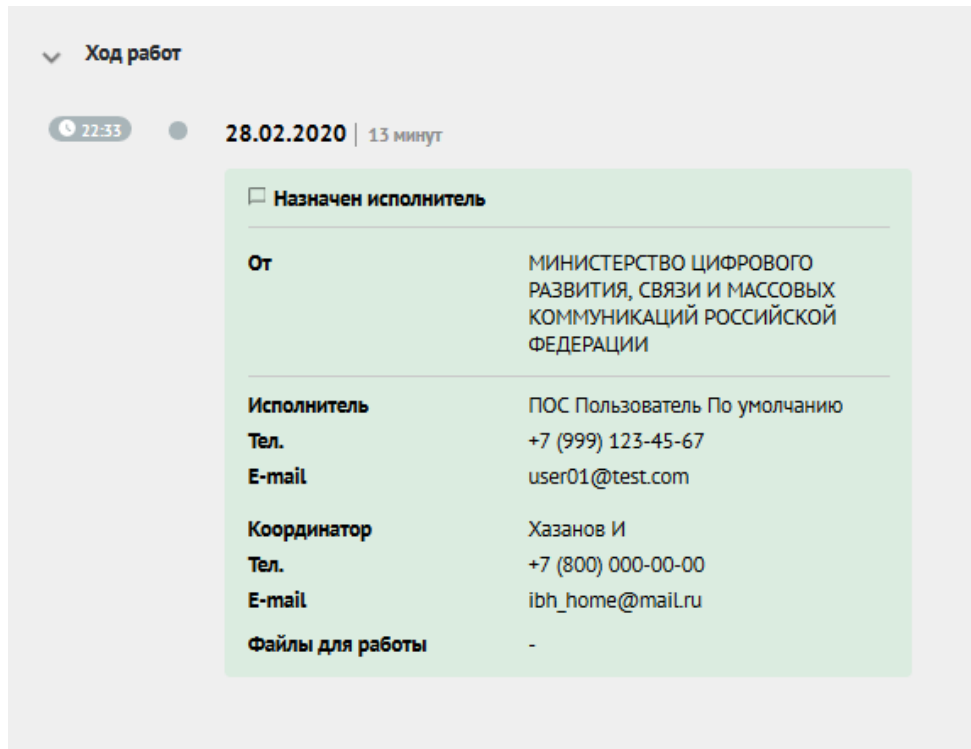 Ход работ
22:33
28.02.2020 | 13 минут
Назначен исполнитель
От МИНИСТЕРСТВО ЦИФРОВОГО
РАЗВИТИЯ, СВЯЗИ И МАССОВЫХ
КОММУНИКАЦИЙ РОССИЙСКОЙ
ФЕДЕРАЦИИ
Исполнитель ПОС Пользователь По умолчанию
Тел. +7 (999) 123-45-67
E-mail user01@test.com
Координатор Хазанов И
Тел. +7 (800) 000-00-00
E-mail ibh_home@mail.ru
Файлы для работы -